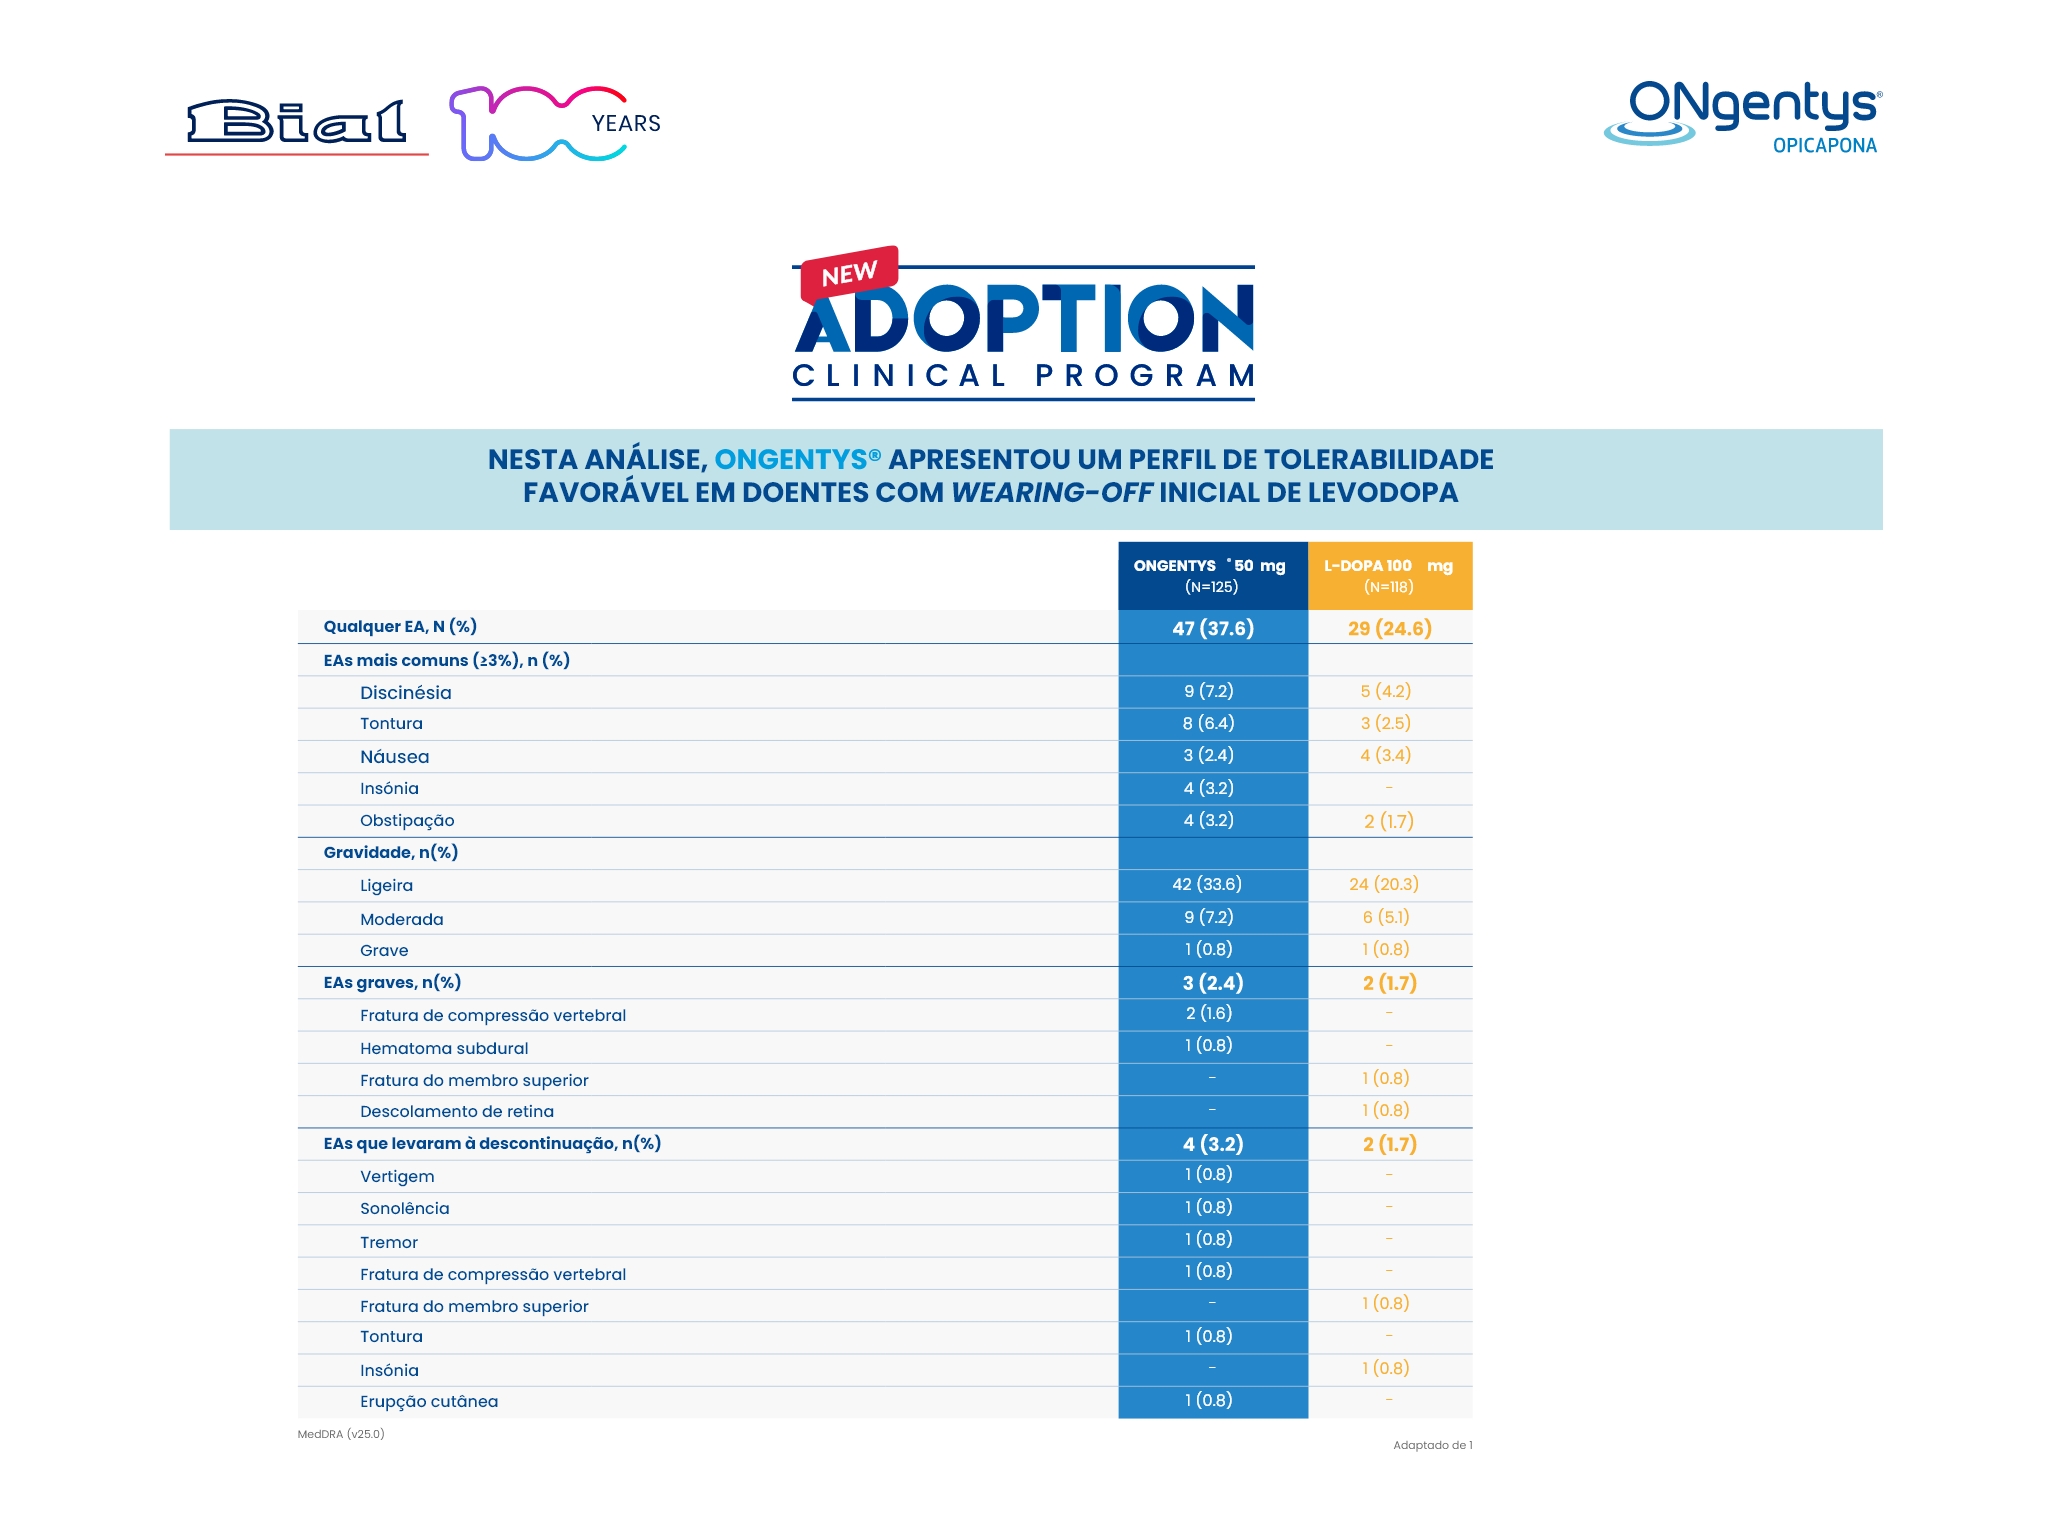 Bial
100 YEARS
ONgentys®
OPICAPONA
NEW
ADOPTION
CLINICAL PROGRAM
NESTA ANÁLISE, ONGENTYS® APRESENTOU UM PERFIL DE TOLERABILIDADE
FAVORÁVEL EM DOENTES COM WEARING-OFF INICIAL DE LEVODOPA
ONGENTYS ® 50 mg L-DOPA 100 mg
(N=125) (N=118)
Qualquer EA, N (%) 47 (37.6) 29 (24.6)
EAs mais comuns (≥3%), n (%)
Discinésia 9 (7.2) 5 (4.2)
Tontura 8 (6.4) 3 (2.5)
Náusea 3 (2.4) 4 (3.4)
Insónia 4 (3.2) -
Obstipação 4 (3.2) 2 (1.7)
Gravidade, n(%)
Ligeira 42 (33.6) 24 (20.3)
Moderada 9 (7.2) 6 (5.1)
Grave 1 (0.8) 1 (0.8)
EAs graves, n(%) 3 (2.4) 2 (1.7)
Fratura de compressão vertebral 2 (1.6) -
Hematoma subdural 1 (0.8) -
Fratura do membro superior - 1 (0.8)
Descolamento de retina - 1 (0.8)
EAs que levaram à descontinuação, n(%) 4 (3.2) 2 (1.7)
Vertigem 1 (0.8) -
Sonolência 1 (0.8) -
Tremor 1 (0.8) -
Fratura de compressão vertebral 1 (0.8) -
Fratura do membro superior - 1 (0.8)
Tontura 1 (0.8) -
Insónia - 1 (0.8)
Erupção cutânea 1 (0.8) -
MedDRA (v25.0)
Adaptado de 1